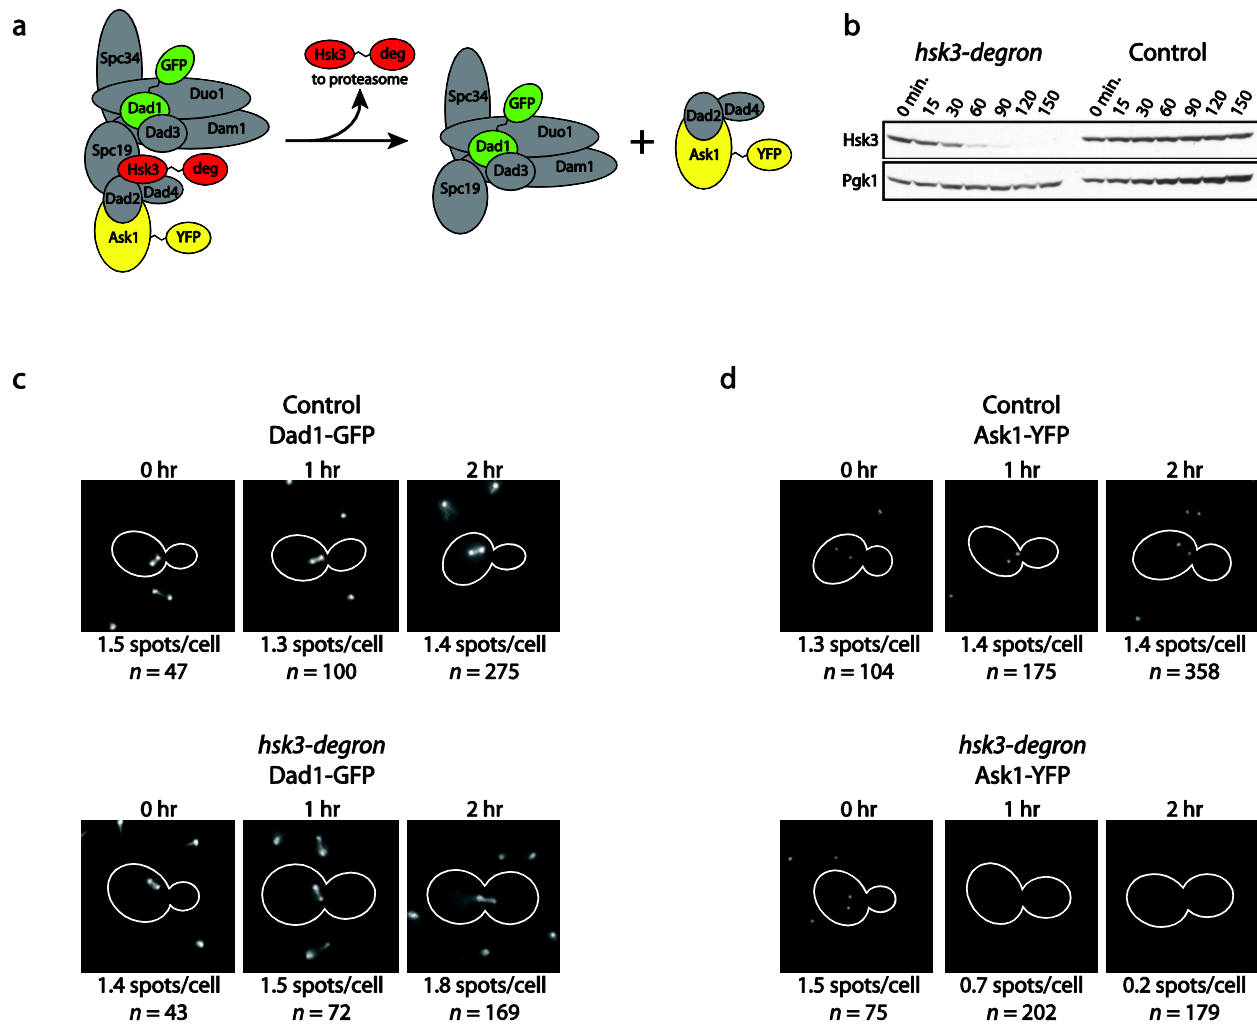 a
Spc34
GFP
Duo1
Dad1
Dam1
Dad3
Spc19
Hsk3
deg
Dad4
Dad2
Ask1
YFP
Hsk3
deg
to proteasome
Spc34
GFP
Duo1
Dad1
Dam1
Dad3
Spc19
+
Dad2
Dad4
Ask1
YFP
b
hsk3-degron
Control
0 min. 15 30 60 90 120 150
0 min. 15 30 60 90 120 150
Hsk3
Pgk1
c
Control
Dad1-GFP
0 hr 1 hr 2 hr
1.5 spots/cell 1.3 spots/cell 1.4 spots/cell
n = 47 n = 100 n = 275
hsk3-degron
Dad1-GFP
0 hr 1 hr 2 hr
1.4 spots/cell 1.5 spots/cell 1.8 spots/cell
n = 43 n = 72 n = 169
d
Control
Ask1-YFP
0 hr 1 hr 2 hr
1.3 spots/cell 1.4 spots/cell 1.4 spots/cell
n = 104 n = 175 n = 358
hsk3-degron
Ask1-YFP
0 hr 1 hr 2 hr
1.5 spots/cell 0.7 spots/cell 0.2 spots/cell
n = 75 n = 202 n = 179